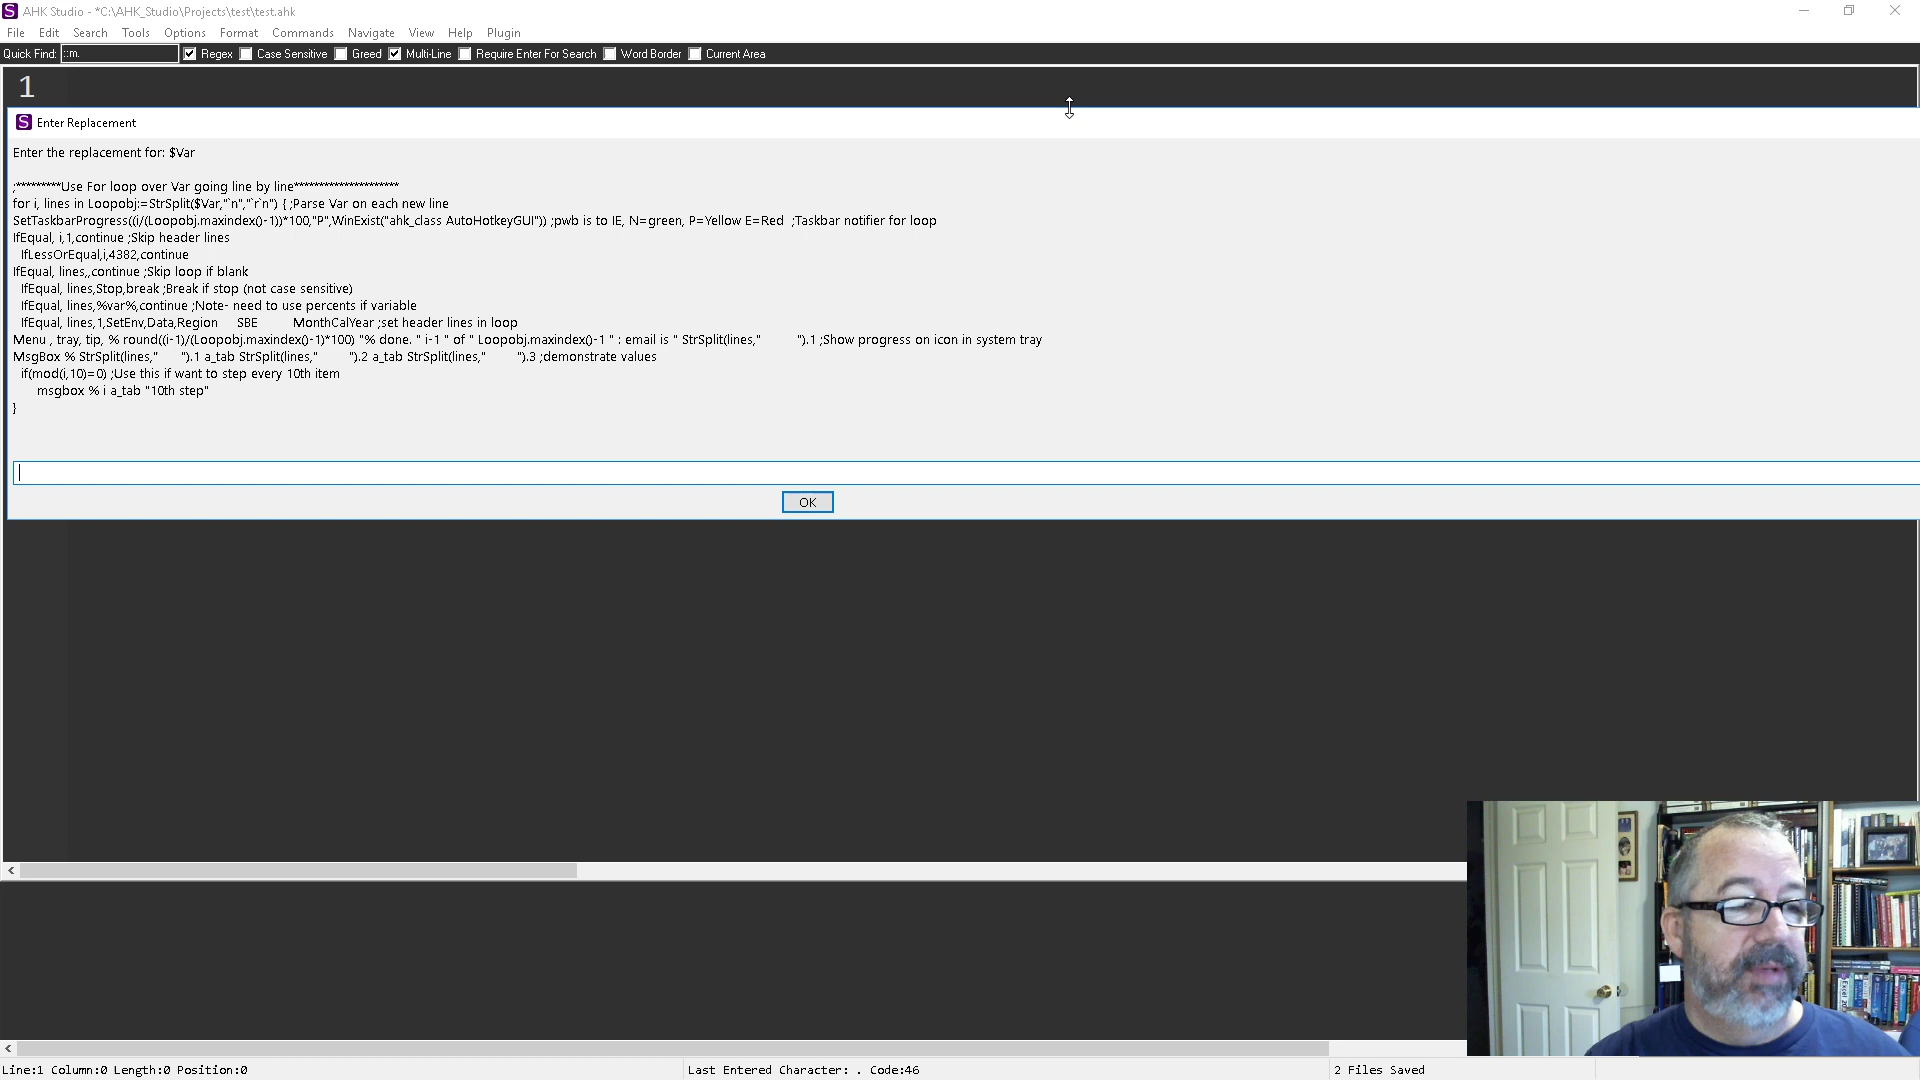 AHK Studio - *C:\AHK_Studio\Projects\test\test.ahk
File Edit Search Tools Options Format Commands Navigate View Help Plugin
Quick Find: ::m. Regex Case Sensitive Greed Multi-Line Require Enter For Search Word Border Current Area
1
Enter Replacement
Enter the replacement for: $Var
;*********Use For loop over Var going line by line*********************
for i, lines in Loopobj:=StrSplit($Var,"`n","`r`n") { ;Parse Var on each new line
SetTaskbarProgress((i/(Loopobj.maxindex()-1))*100,"P",WinExist("ahk_class AutoHotkeyGUI")) ;pwb is to IE, N=green, P=Yellow E=Red ;Taskbar notifier for loop
IfEqual, i,1,continue ;Skip header lines
IfLessOrEqual,i,4382,continue
IfEqual, lines,,continue ;Skip loop if blank
IfEqual, lines,Stop,break ;Break if stop (not case sensitive)
IfEqual, lines,%var%,continue ;Note- need to use percents if variable
IfEqual, lines,1,SetEnv,Data,Region SBE MonthCalYear ;set header lines in loop
Menu , tray, tip, % round((i-1)/(Loopobj.maxindex()-1)*100) "% done. " i-1 " of " Loopobj.maxindex()-1 " : email is " StrSplit(lines," ").1 ;Show progress on icon in system tray
MsgBox % StrSplit(lines," ").1 a_tab StrSplit(lines," ").2 a_tab StrSplit(lines," ").3 ;demonstrate values
if(mod(i,10)=0) ;Use this if want to step every 10th item
msgbox % i a_tab "10th step"
}
OK
Line:1 Column:0 Length:0 Position:0 Last Entered Character: . Code:46 2 Files Saved